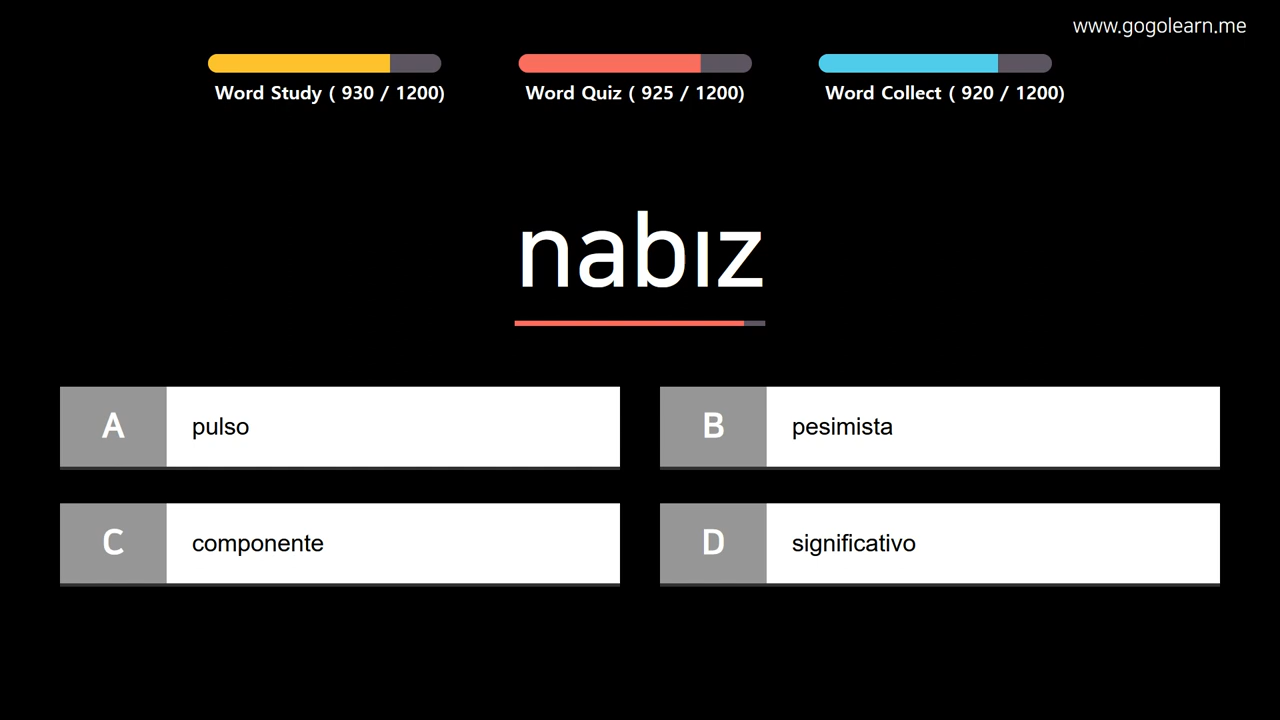 www.gogolearn.me
Word Study ( 930 / 1200)
Word Quiz ( 925 / 1200)
Word Collect ( 920 / 1200)
nabız
A pulso
B pesimista
C componente
D significativo